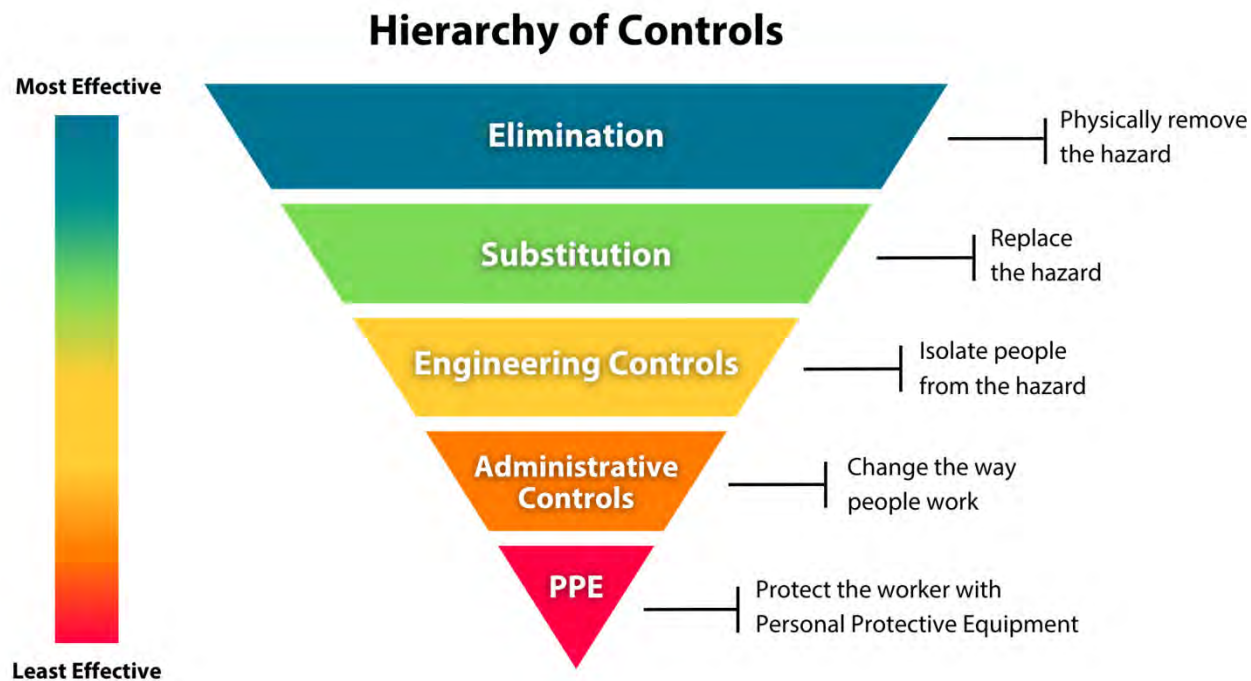 Hierarchy of Controls
Most Effective
Elimination
Physically remove
the hazard
Substitution
Replace
the hazard
Engineering Controls
Isolate people
from the hazard
Administrative
Controls
Change the way
people work
PPE
Protect the worker with
Personal Protective Equipment
Least Effective